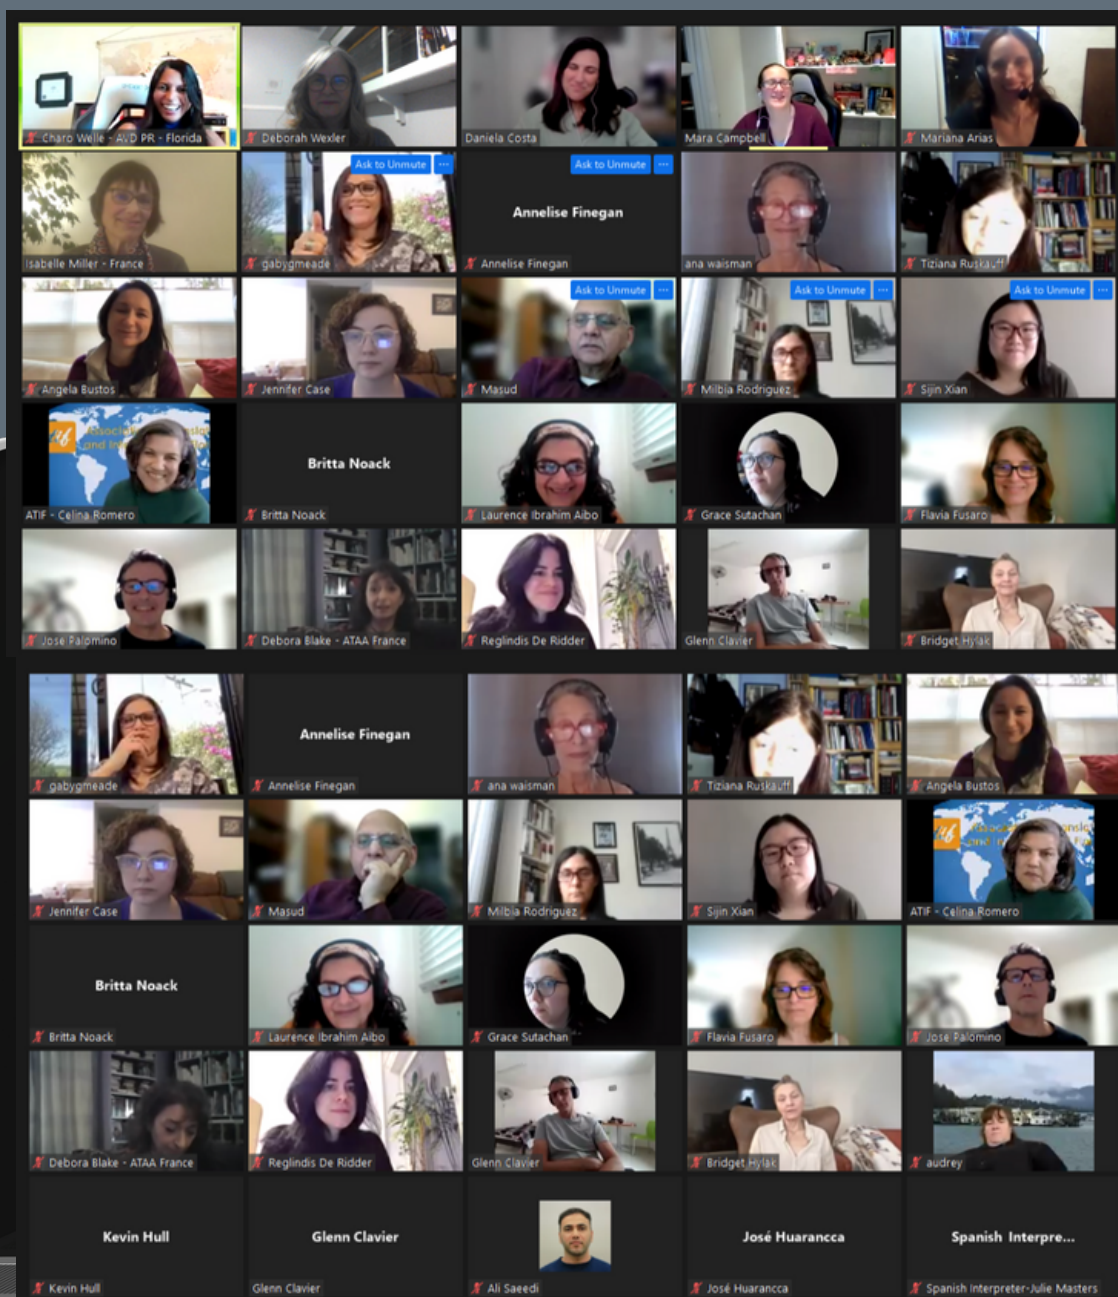 Charo Welle - AVD PR - Florida
Deborah Wexler
Daniela Costa
Mara Campbell
Mariana Arias
Isabelle Miller - France
Ask to Unmute ...
gabygmeade
Ask to Unmute ...
Annelise Finegan
Annelise Finegan
ana waisman
Tiziana Ruskauff
Angela Bustos
Jennifer Case
Ask to Unmute ...
Masud
Ask to Unmute ...
Milbia Rodriguez
Ask to Unmute ...
Sijin Xian
ATIF - Celina Romero
Britta Noack
Britta Noack
Laurence Ibrahim Aibo
Grace Sutachan
Flavia Fusaro
Jose Palomino
Debora Blake - ATAA France
Reglindis De Ridder
Glenn Clavier
Bridget Hylak
gabygmeade
Annelise Finegan
Annelise Finegan
ana waisman
Tiziana Ruskauff
Angela Bustos
Jennifer Case
Masud
Milbia Rodriguez
Sijin Xian
ATIF - Celina Romero
Britta Noack
Britta Noack
Laurence Ibrahim Aibo
Grace Sutachan
Flavia Fusaro
Jose Palomino
Debora Blake - ATAA France
Reglindis De Ridder
Glenn Clavier
Bridget Hylak
audrey
Kevin Hull
Kevin Hull
Glenn Clavier
Glenn Clavier
Ali Saeedi
José Huarancca
José Huarancca
Spanish Interpre...
Spanish Interpreter-Julie Masters